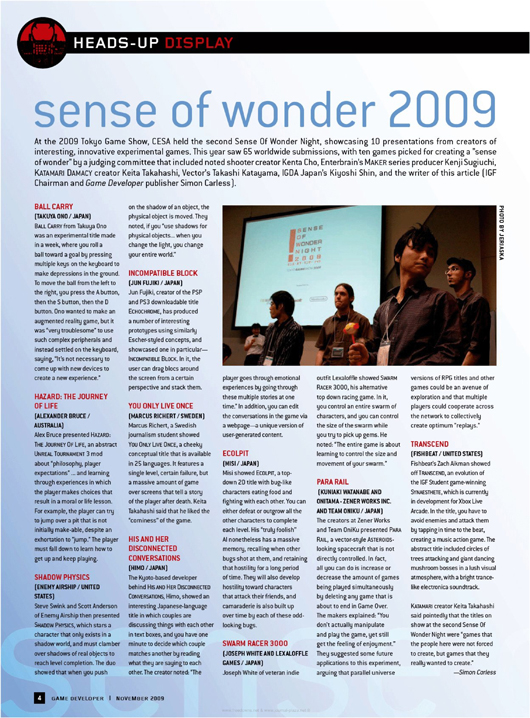 HEADS-UP DISPLAY
sense of wonder 2009
At the 2009 Tokyo Game Show, CESA held the second Sense Of Wonder Night, showcasing 10 presentations from creators of
interesting, innovative experimental games. This year saw 65 worldwide submissions, with ten games picked for creating a "sense
of wonder" by a judging committee that included noted shooter creator Kenta Cho, Enterbrain's MAKER series producer Kenji Sugiuchi,
KATAMARI DAMACY creator Keita Takahashi, Vector's Takashi Katayama, IGDA Japan's Kiyoshi Shin, and the writer of this article (IGF
Chairman and Game Developer publisher Simon Carless).
BALL CARRY
(TAKUYA ONO / JAPAN)
BALL CARRY from Takuya Ono
was an experimental title made
in a week, where you roll a
ball toward a goal by pressing
multiple keys on the keyboard to
make depressions in the ground.
To move the ball from the left to
the right, you press the A button,
then the S button, then the D
button. Ono wanted to make an
augmented reality game, but it
was "very troublesome" to use
such complex peripherals and
instead settled on the keyboard,
saying, "It's not necessary to
come up with new devices to
create a new experience."
HAZARD: THE JOURNEY
OF LIFE
(ALEXANDER BRUCE /
AUSTRALIA)
Alex Bruce presented HAZARD:
THE JOURNEY OF LIFE, an abstract
UNREAL TOURNAMENT 3 mod
about "philosophy, player
expectations" ... and learning
through experiences in which
the player makes choices that
result in a moral or life lesson.
For example, the player can try
to jump over a pit that is not
initially make-able, despite an
exhortation to "jump." The player
must fall down to learn how to
get up and keep playing.
SHADOW PHYSICS
(ENEMY AIRSHIP / UNITED
STATES)
Steve Swink and Scott Anderson
of Enemy Airship then presented
SHADOW PHYSICS, which stars a
character that only exists in a
shadow world, and must clamber
over shadows of real objects to
reach level completion. The duo
showed that when you push
on the shadow of an object, the
physical object is moved. They
noted, if you "use shadows for
physical objects... when you
change the light, you change
your entire world."
INCOMPATIBLE BLOCK
(JUN FUJIKI / JAPAN)
Jun Fujiki, creator of the PSP
and PS3 downloadable title
ECHOCHROME, has produced
a number of interesting
prototypes using similarly
Escher-styled concepts, and
showcased one in particular—
INCOMPATIBLE BLOCK. In it, the
user can drag blocs around
the screen from a certain
perspective and stack them.
YOU ONLY LIVE ONCE
(MARCUS RICHERT / SWEDEN)
Marcus Richert, a Swedish
journalism student showed
YOU ONLY LIVE ONCE, a cheeky
conceptual title that is available
in 25 languages. It features a
single level, certain failure, but
a massive amount of game
over screens that tell a story
of the player after death. Keita
Takahashi said that he liked the
"corniness" of the game.
HIS AND HER
DISCONNECTED
CONVERSATIONS
(HIMO / JAPAN)
The Kyoto-based developer
behind HIS AND HER DISCONNECTED
CONVERSATIONS, Himo, showed an
interesting Japanese-language
title in which couples are
discussing things with each other
in text boxes, and you have one
minute to decide which couple
matches another by reading
what they are saying to each
other. The creator noted: "The
SENSE
OF
WONDER
NIGHT
2009
PHOTO BY JERIASKA
player goes through emotional
experiences by going through
these multiple stories at one
time." In addition, you can edit
the conversations in the game via
a webpage—a unique version of
user-generated content.
ECOLPIT
(MISI / JAPAN)
Misi showed ECOLPIT, a top-
down 2D title with bug-like
characters eating food and
fighting with each other. You can
either defeat or outgrow all the
other characters to complete
each level. His "truly foolish"
AI nonetheless has a massive
memory, recalling when other
bugs shot at them, and retaining
that hostility for a long period
of time. They will also develop
hostility toward characters
that attack their friends, and
camaraderie is also built up
over time by each of these odd-
looking bugs.
SWARM RACER 3000
(JOSEPH WHITE AND LEXALOFFLE
GAMES / JAPAN)
Joseph White of veteran indie
outfit Lexaloffle showed SWARM
RACER 3000, his alternative
top down racing game. In it,
you control an entire swarm of
characters, and you can control
the size of the swarm while
you try to pick up gems. He
noted: "The entire game is about
learning to control the size and
movement of your swarm."
PARA RAIL
(KUNIAKI WATANABE AND
ONITAMA - ZENER WORKS INC.
AND TEAM ONIKU / JAPAN)
The creators at Zener Works
and Team OniKu presented PARA
RAIL, a vector-style ASTEROIDS-
looking spacecraft that is not
directly controlled. In fact,
all you can do is increase or
decrease the amount of games
being played simultaneously
by deleting any game that is
about to end in Game Over.
The makers explained: "You
don't actually manipulate
and play the game, yet still
get the feeling of enjoyment."
They suggested some future
applications to this experiment,
arguing that parallel universe
versions of RPG titles and other
games could be an avenue of
exploration and that multiple
players could cooperate across
the network to collectively
create optimum "replays."
TRANSCEND
(FISHBEAT / UNITED STATES)
Fishbeat's Zach Aikman showed
off TRANSCEND, an evolution of
the IGF Student game-winning
SYNAESTHETE, which is currently
in development for Xbox Live
Arcade. In the title, you have to
avoid enemies and attack them
by tapping in time to the beat,
creating a music action game. The
abstract title included circles of
trees attacking and giant dancing
mushroom bosses in a lush visual
atmosphere, with a bright trance-
like electronica soundtrack.
KATAMARI creator Keita Takahashi
said pointedly that the titles on
show at the second Sense Of
Wonder Night were "games that
the people here were not forced
to create, but games that they
really wanted to create."
—Simon Carless
4 GAME DEVELOPER | NOVEMBER 2009